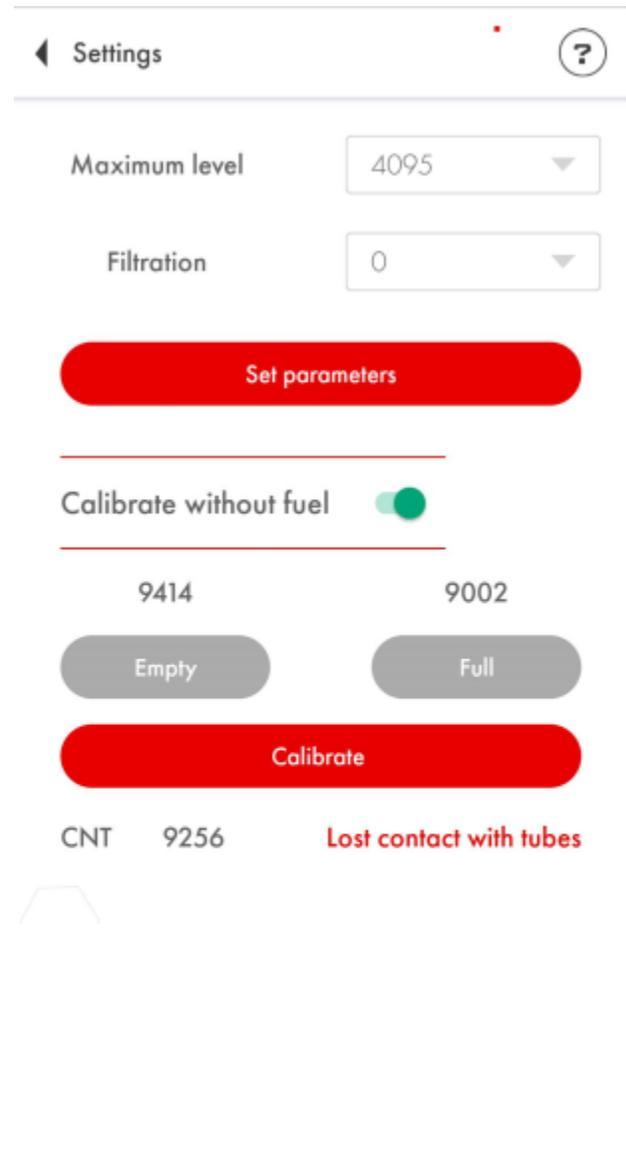 Settings ?
Maximum level 4095
Filtration 0
Set parameters
Calibrate without fuel
9414 9002
Empty Full
Calibrate
CNT 9256 Lost contact with tubes